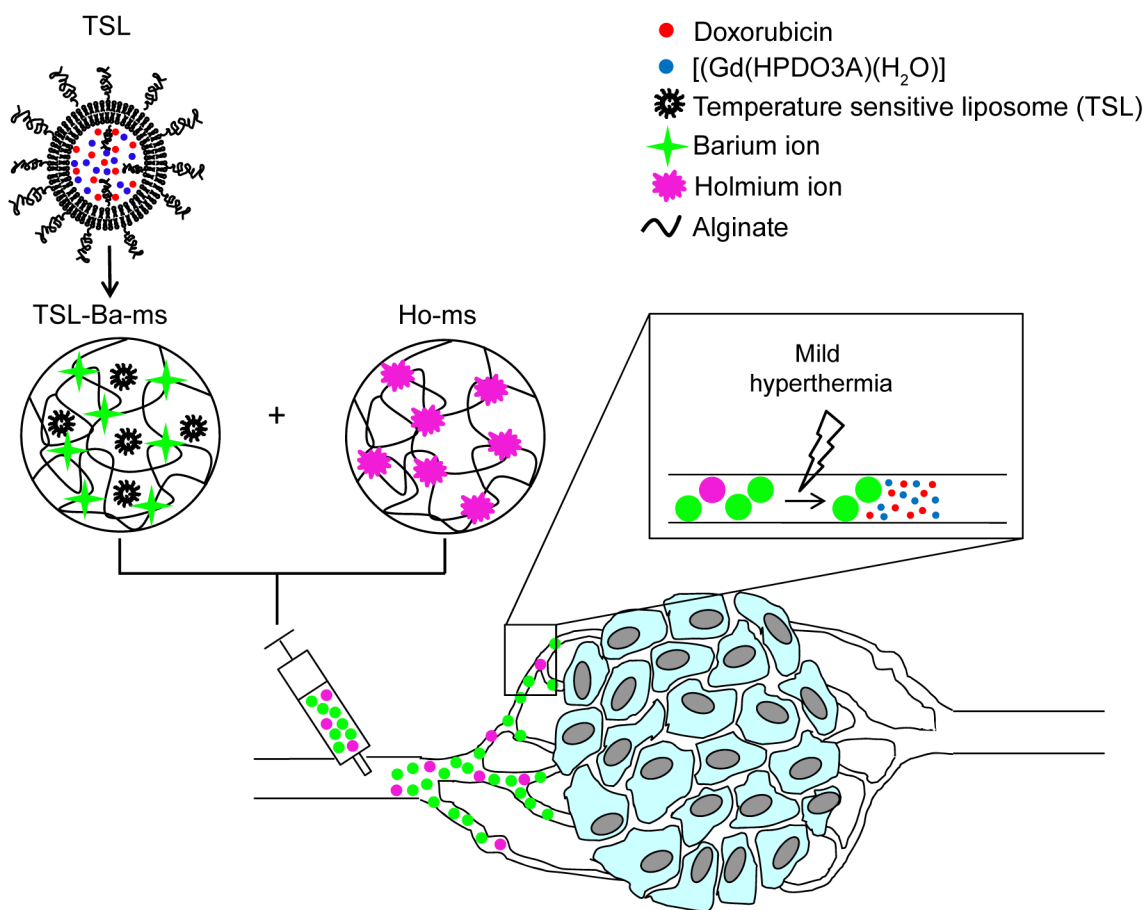 TSL
Doxorubicin
[(Gd(HPDO3A)(H₂O)]
Temperature sensitive liposome (TSL)
Barium ion
Holmium ion
Alginate
TSL-Ba-ms
+
Ho-ms
Mild
hyperthermia